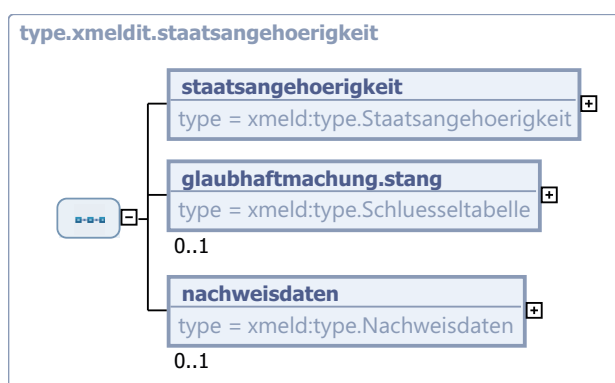 type.xmeldit.staatsangehoerigkeit
staatsangehoerigkeit
type = xmeld:type.Staatsangehoerigkeit
glaubhaftmachung.stang
type = xmeld:type.Schluesseltabelle
0..1
nachweisdaten
type = xmeld:type.Nachweisdaten
0..1